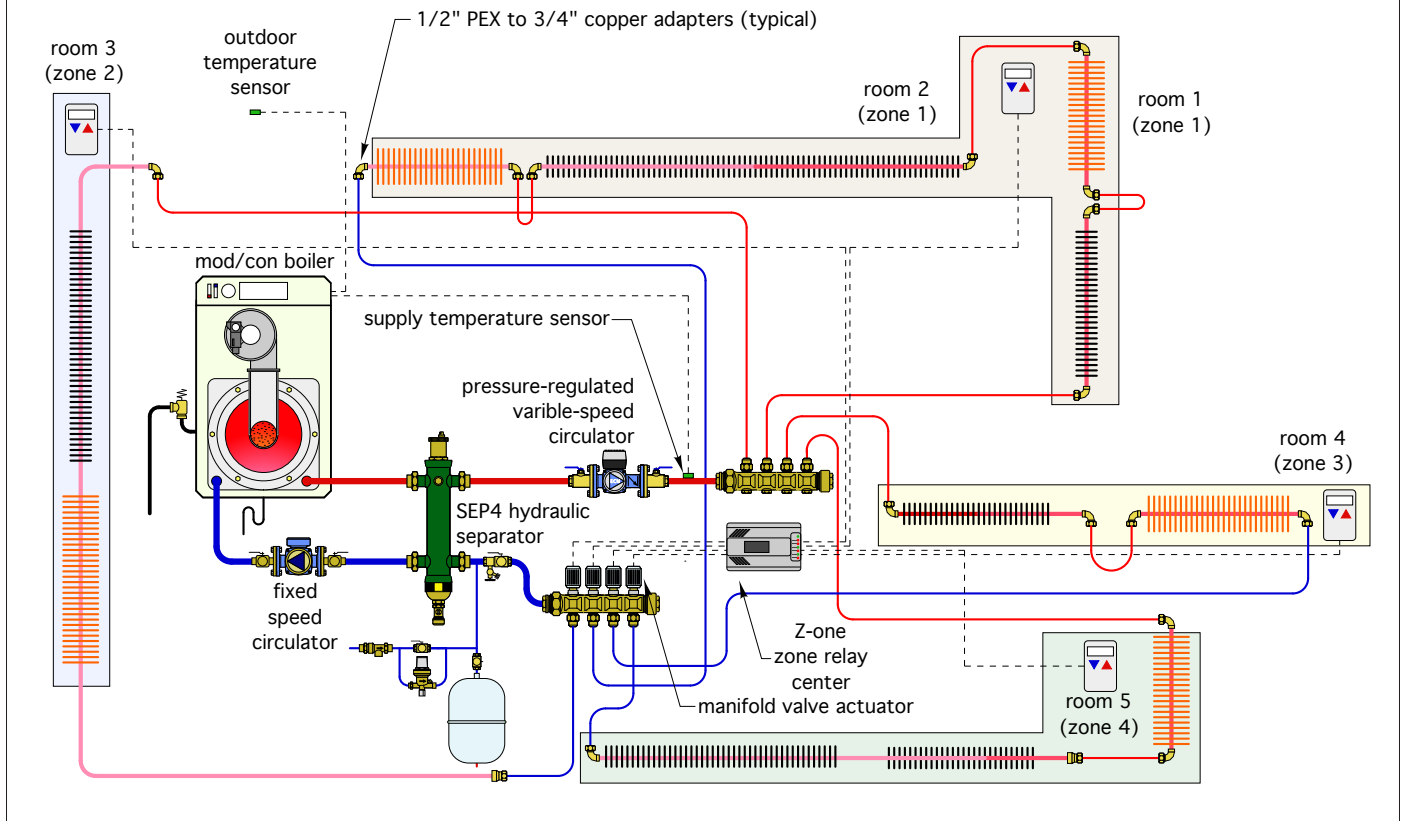 1/2" PEX to 3/4" copper adapters (typical)
outdoor
temperature
sensor
room 3
(zone 2)
room 2
(zone 1)
room 1
(zone 1)
mod/con boiler
supply temperature sensor
pressure-regulated
varible-speed
circulator
room 4
(zone 3)
SEP4 hydraulic
separator
fixed
speed
circulator
Z-one
zone relay
center
manifold valve actuator
room 5
(zone 4)